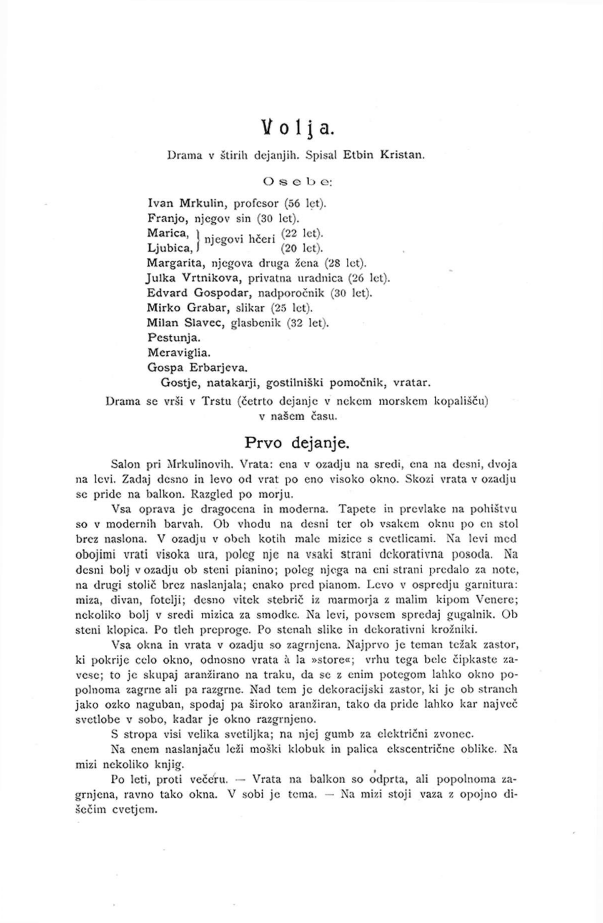 Volja.
Drama v štirih dejanjih. Spisal Etbin Kristan.
Osebe:
Ivan Mrkulin, profesor (56 let).
Franjo, njegov sin (30 let).
Marica, } njegovi hčeri (22 let).
Ljubica, } (20 let).
Margarita, njegova druga žena (28 let).
Julka Vrtnikova, privatna uradnica (26 let).
Edvard Gospodar, nadporočnik (30 let).
Mirko Grabar, slikar (25 let).
Milan Slavec, glasbenik (32 let).
Pestunja.
Meraviglia.
Gospa Erbarjeva.
Gostje, natakarji, gostilniški pomočnik, vratar.
Drama se vrši v Trstu (četrto dejanje v nekem morskem kopališču)
v našem času.
Prvo dejanje.
Salon pri Mrkulinovih. Vrata: ena v ozadju na sredi, ena na desni, dvoja
na levi. Zadaj desno in levo od vrat po eno visoko okno. Skozi vrata v ozadju
se pride na balkon. Razgled po morju.
Vsa oprava je dragocena in moderna. Tapete in prevlake na pohištvu
so v modernih barvah. Ob vhodu na desni ter ob vsakem oknu po en stol
brez naslona. V ozadju v obeh kotih male mizice s cvetlicami. Na levi med
obojimi vrati visoka ura, poleg nje na vsaki strani dekorativna posoda. Na
desni bolj v ozadju ob steni pianino; poleg njega na eni strani predalo za note,
na drugi stolič brez naslanjala; enako pred pianom. Levo v ospredju garnitura:
miza, divan, fotelji; desno vitek stebrič iz marmorja z malim kipom Venere;
nekoliko bolj v sredi mizica za smodke. Na levi, povsem spredaj gugalnik. Ob
steni klopica. Po tleh preproge. Po stenah slike in dekorativni krožniki.
Vsa okna in vrata v ozadju so zagrnjena. Najprvo je teman težak zastor,
ki pokrije celo okno, odnosno vrata à la »store«; vrhu tega bele čipkaste za-
vese; to je skupaj aranžirano na traku, da se z enim potegom lahko okno po-
polnoma zagrne ali pa razgrne. Nad tem je dekoracijski zastor, ki je ob straneh
jako ozko naguban, spodaj pa široko aranžiran, tako da pride lahko kar največ
svetlobe v sobo, kadar je okno razgrnjeno.
S stropa visi velika svetiljka; na njej gumb za električni zvonec.
Na enem naslanjaču leži moški klobuk in palica ekscentrične oblike. Na
mizi nekoliko knjig.
Po leti, proti večeru. — Vrata na balkon so odprta, ali popolnoma za-
grnjena, ravno tako okna. V sobi je tema. — Na mizi stoji vaza z opojno di-
šečim cvetjem.